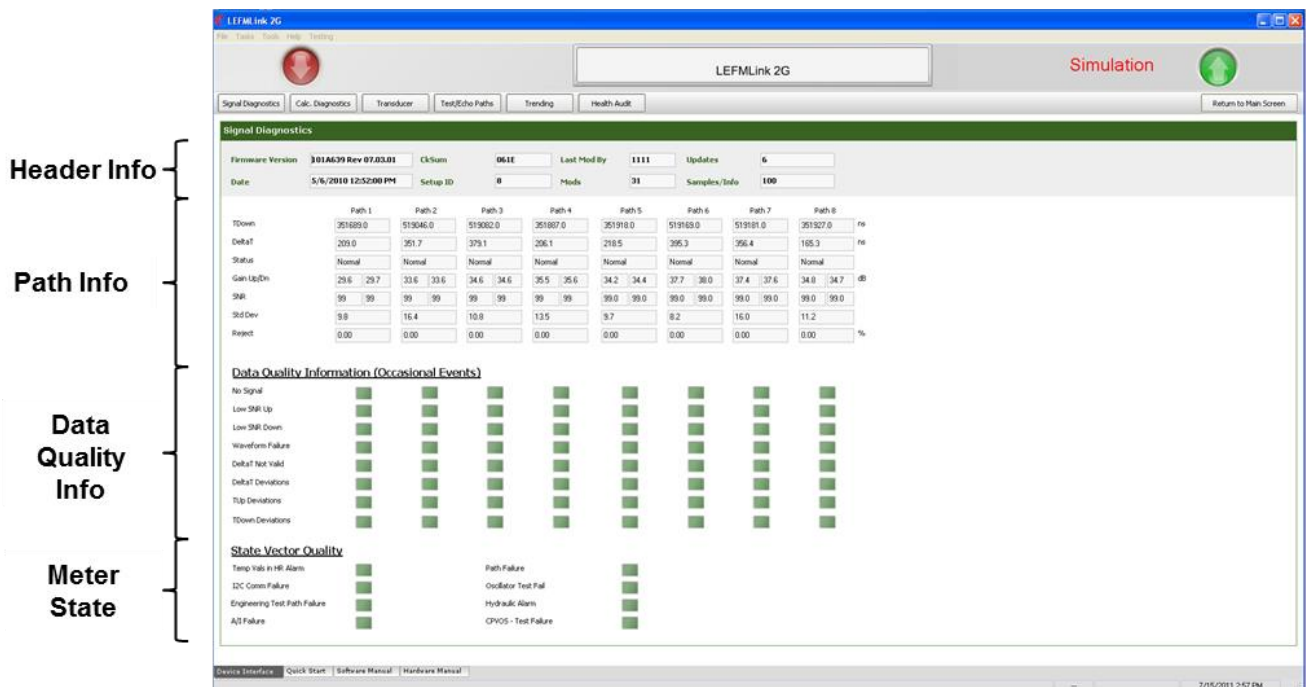 LEFMLink 2G
File Tasks Tools Help Testing
LEFMLink 2G
Simulation
Signal Diagnostics Calc. Diagnostics Transducer Test/Echo Paths Trending Health Audit Return to Main Screen
Signal Diagnostics
Header Info
Firmware Version 101A639 Rev 07.03.01 CkSum 061E Last Mod By 1111 Updates 6
Date 5/6/2010 12:52:00 PM Setup ID 0 Mods 31 Samples/Info 100
Path Info
Path 1 Path 2 Path 3 Path 4 Path 5 Path 6 Path 7 Path 8
TDown 351689.0 519046.0 519082.0 351887.0 351918.0 519169.0 519181.0 351927.0 ns
DeltaT 209.0 351.7 379.1 206.1 218.5 395.3 356.4 165.3 ns
Status Normal Normal Normal Normal Normal Normal Normal Normal
Gain Up/Dn 29.6 29.7 33.6 33.6 34.6 34.6 35.5 35.6 34.2 34.4 37.7 38.0 37.4 37.6 34.8 34.7 dB
SNR 99 99 99 99 99 99 99 99 99.0 99.0 99.0 99.0 99.0 99.0 99.0 99.0
Std Dev 9.8 16.4 10.8 13.5 9.7 8.2 16.0 11.2
Reject 0.00 0.00 0.00 0.00 0.00 0.00 0.00 0.00 %
Data Quality Info
Data Quality Information (Occasional Events)
No Signal
Low SNR Up
Low SNR Down
Waveform Failure
DeltaT Not Valid
DeltaT Deviations
TUp Deviations
TDown Deviations
Meter State
State Vector Quality
Temp Vals in HR Alarm Path Failure
I2C Comm Failure Oscillator Test Fail
Engineering Test Path Failure Hydraulic Alarm
A/I Failure CPVOS - Test Failure
Device Interface Quick Start Software Manual Hardware Manual
7/15/2011 2:57 PM